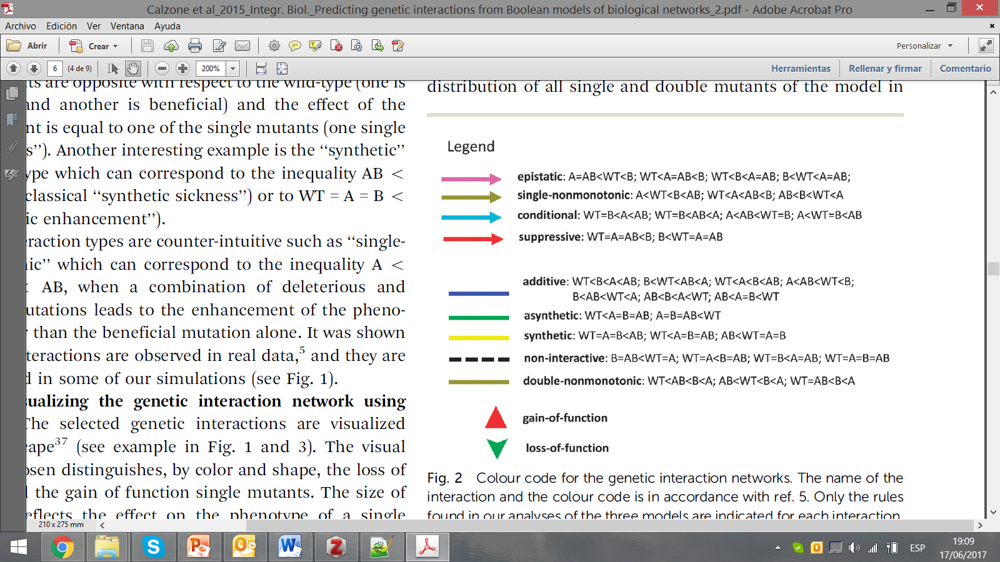 Calzone et al_2015_Integr. Biol._Predicting genetic interactions from Boolean models of biological networks_2.pdf - Adobe Acrobat Pro
Archivo Edición Ver Ventana Ayuda
Abrir Crear Personalizar
6 (4 de 9) 200% Herramientas Rellenar y firmar Comentario
are opposite with respect to the wild-type (one is
and another is beneficial) and the effect of the
nt is equal to one of the single mutants (one single
s’’). Another interesting example is the ‘‘synthetic’’
ype which can correspond to the inequality AB <
classical ‘‘synthetic sickness’’) or to WT = A = B <
ic enhancement’’).
eraction types are counter-intuitive such as ‘‘single-
nic’’ which can correspond to the inequality A <
< AB, when a combination of deleterious and
utations leads to the enhancement of the pheno-
r than the beneficial mutation alone. It was shown
teractions are observed in real data,5 and they are
d in some of our simulations (see Fig. 1).
sualizing the genetic interaction network using
The selected genetic interactions are visualized
cape37 (see example in Fig. 1 and 3). The visual
osen distinguishes, by color and shape, the loss of
l the gain of function single mutants. The size of
eflects the effect on the phenotype of a single
distribution of all single and double mutants of the model in
Legend
epistatic: A=AB<WT<B; WT<A=AB<B; WT<B<A=AB; B<WT<A=AB;
single-nonmonotonic: A<WT<B<AB; WT<A<AB<B; AB<B<WT<A
conditional: WT=B<A<AB; WT=B<AB<A; A<AB<WT=B; A<WT=B<AB
suppressive: WT=A=AB<B; B<WT=A=AB
additive: WT<B<A<AB; B<WT<AB<A; WT<A<B<AB; A<AB<WT<B;
B<AB<WT<A; AB<B<A<WT; AB<A=B<WT
asynthetic: WT<A=B=AB; A=B=AB<WT
synthetic: WT=A=B<AB; WT<A=B=AB; AB<WT=A=B
non-interactive: B=AB<WT=A; WT=A<B=AB; WT=B<A=AB; WT=A=B=AB
double-nonmonotonic: WT<AB<B<A; AB<WT<B<A; WT=AB<B<A
gain-of-function
loss-of-function
Fig. 2 Colour code for the genetic interaction networks. The name of the
interaction and the colour code is in accordance with ref. 5. Only the rules
found in our analyses of the three models are indicated for each interaction.
210 x 275 mm
ESP
19:09
17/06/2017